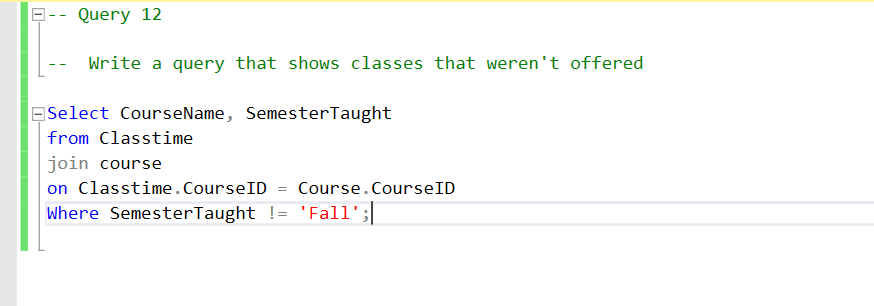 -- Query 12
--  Write a query that shows classes that weren't offered
Select CourseName, SemesterTaught
from Classtime
join course
on Classtime.CourseID = Course.CourseID
Where SemesterTaught != 'Fall';